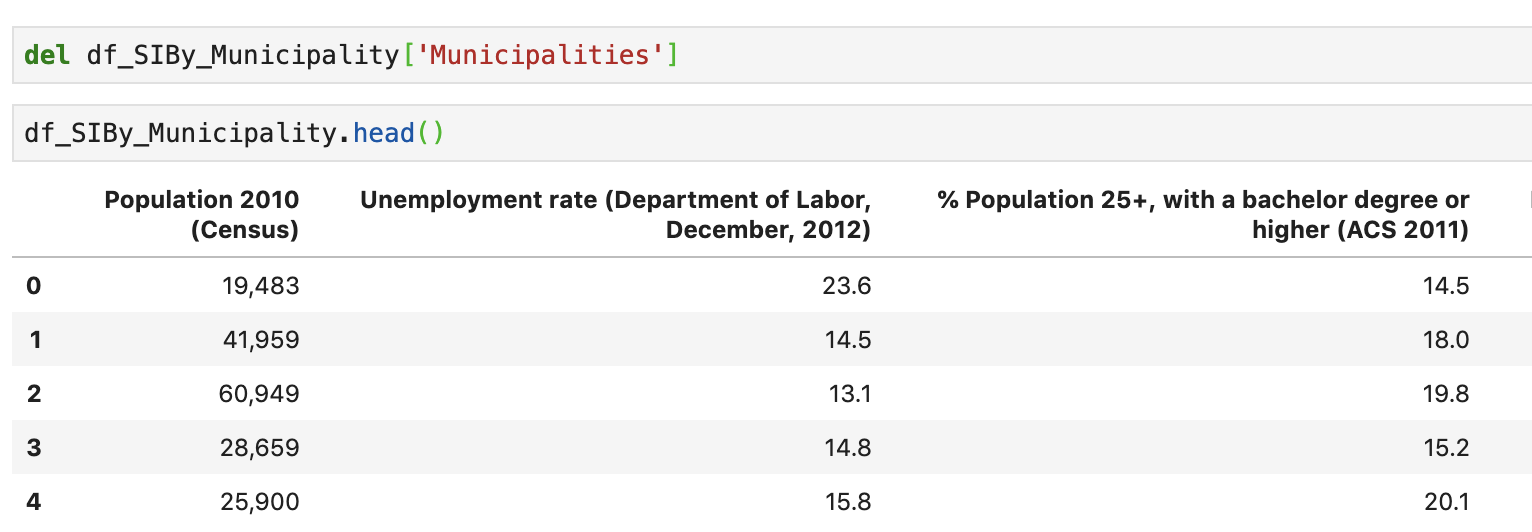 del df_SIBy_Municipality['Municipalities']
df_SIBy_Municipality.head()
Population 2010 Unemployment rate (Department of Labor, % Population 25+, with a bachelor degree or
(Census) December, 2012) higher (ACS 2011)
0 19,483 23.6 14.5
1 41,959 14.5 18.0
2 60,949 13.1 19.8
3 28,659 14.8 15.2
4 25,900 15.8 20.1